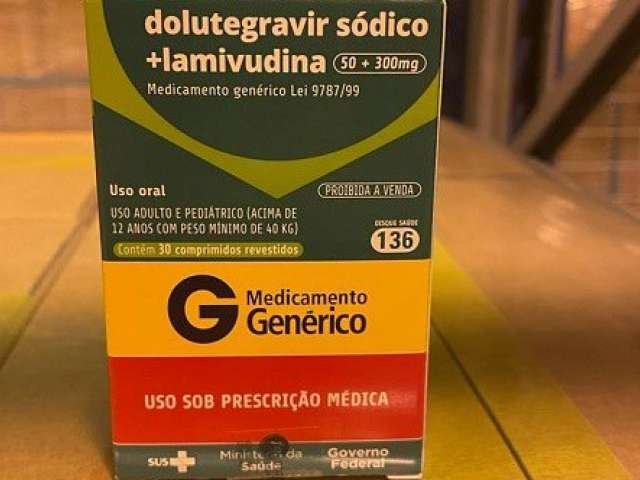 dolutegravir sódico
+lamivudina 50 + 300mg
Medicamento genérico Lei 9787/99
Uso oral
PROIBIDA A VENDA
USO ADULTO E PEDIÁTRICO (ACIMA DE
12 ANOS COM PESO MÍNIMO DE 40 KG)
Contém 30 comprimidos revestidos
DISQUE SAÚDE
136
G Medicamento
Genérico
USO SOB PRESCRIÇÃO MÉDICA
SUS
Ministério da
Saúde
Governo
Federal